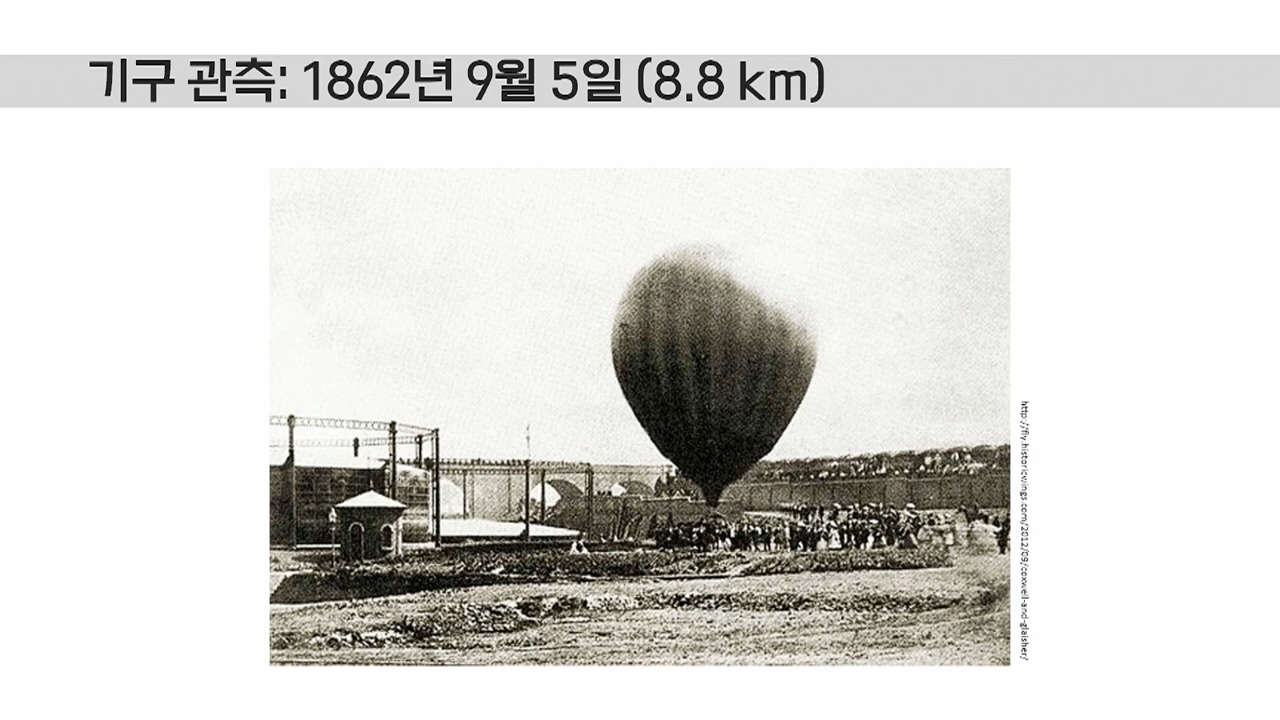 기구 관측: 1862년 9월 5일 (8.8 km)
http://fly.historicwings.com/2012/09/coxwell-and-glaisher/